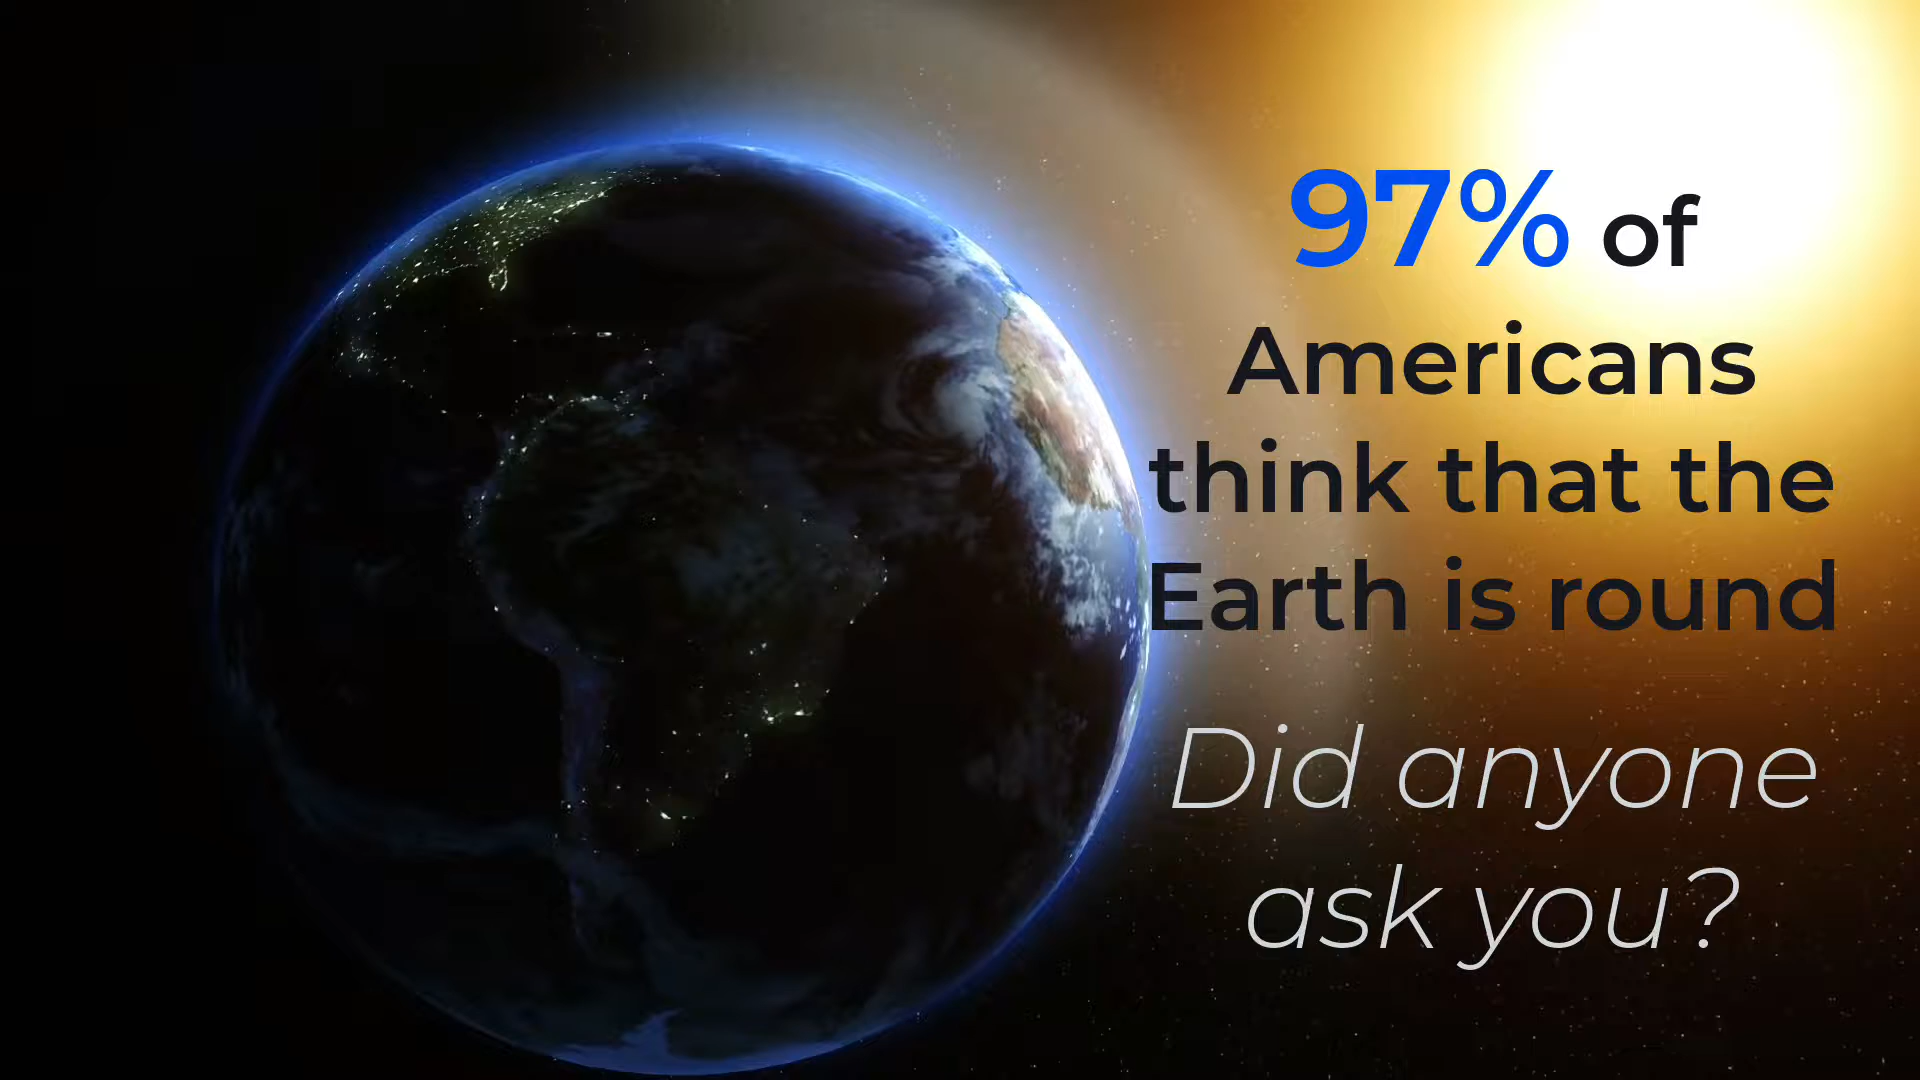 97% of
Americans
think that the
Earth is round
Did anyone
ask you?